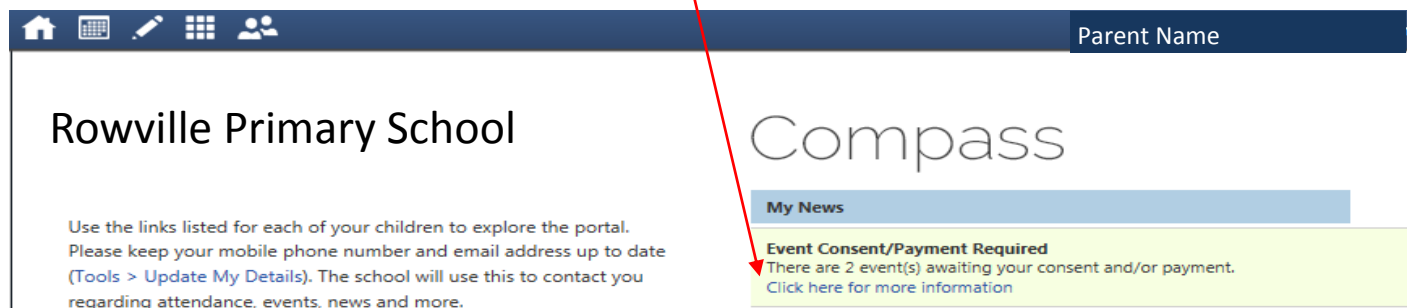 Parent Name
Rowville Primary School
Compass
Use the links listed for each of your children to explore the portal.
Please keep your mobile phone number and email address up to date
(Tools > Update My Details). The school will use this to contact you
regarding attendance, events, news and more.
My News
Event Consent/Payment Required
There are 2 event(s) awaiting your consent and/or payment.
Click here for more information